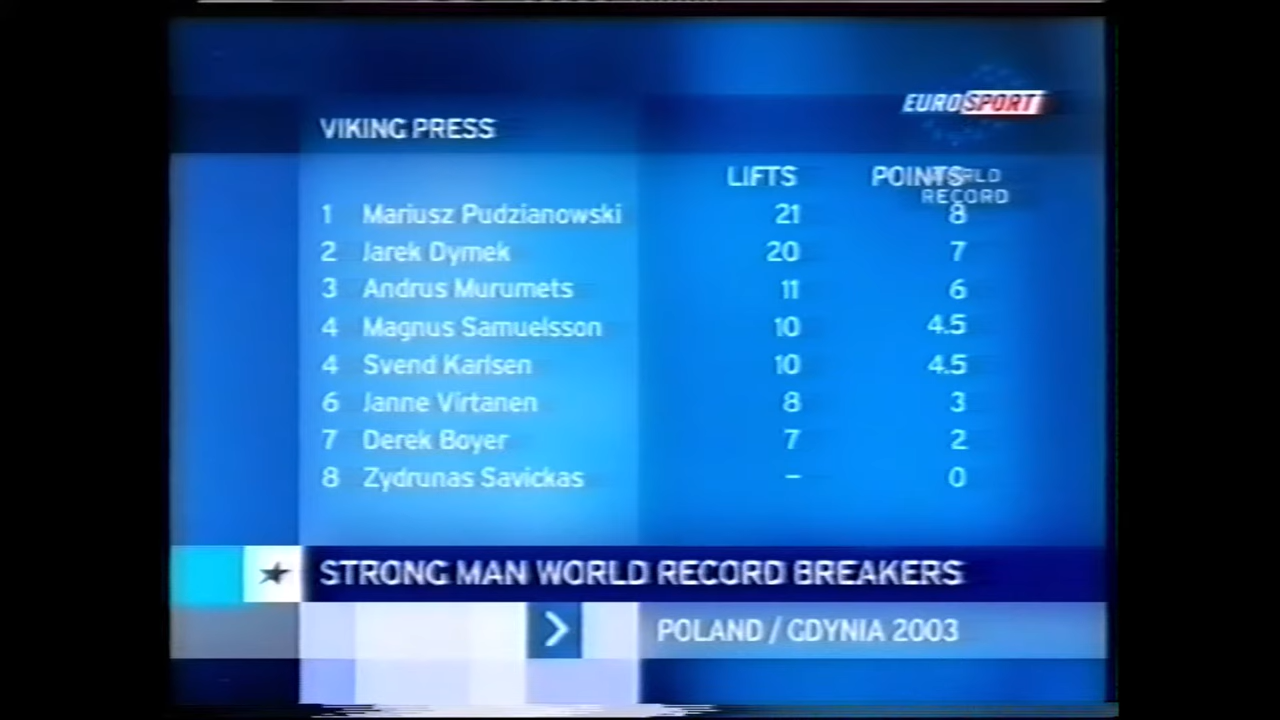 EUROSPORT
VIKING PRESS
LIFTS POINTS
WORLD RECORD
1 Mariusz Pudzianowski 21 8
2 Jarek Dymek 20 7
3 Andrus Murumets 11 6
4 Magnus Samuelsson 10 4.5
4 Svend Karlsen 10 4.5
6 Janne Virtanen 8 3
7 Derek Boyer 7 2
8 Zydrunas Savickas – 0
STRONG MAN WORLD RECORD BREAKERS
POLAND / GDYNIA 2003